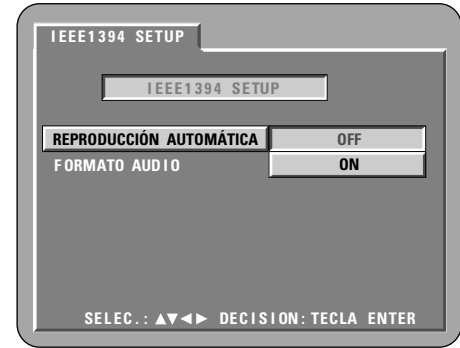 IEEE1394 SETUP
IEEE1394 SETUP
REPRODUCCIÓN AUTOMÁTICA OFF
FORMATO AUDIO ON
SELEC.: ▲▼◄► DECISION: TECLA ENTER